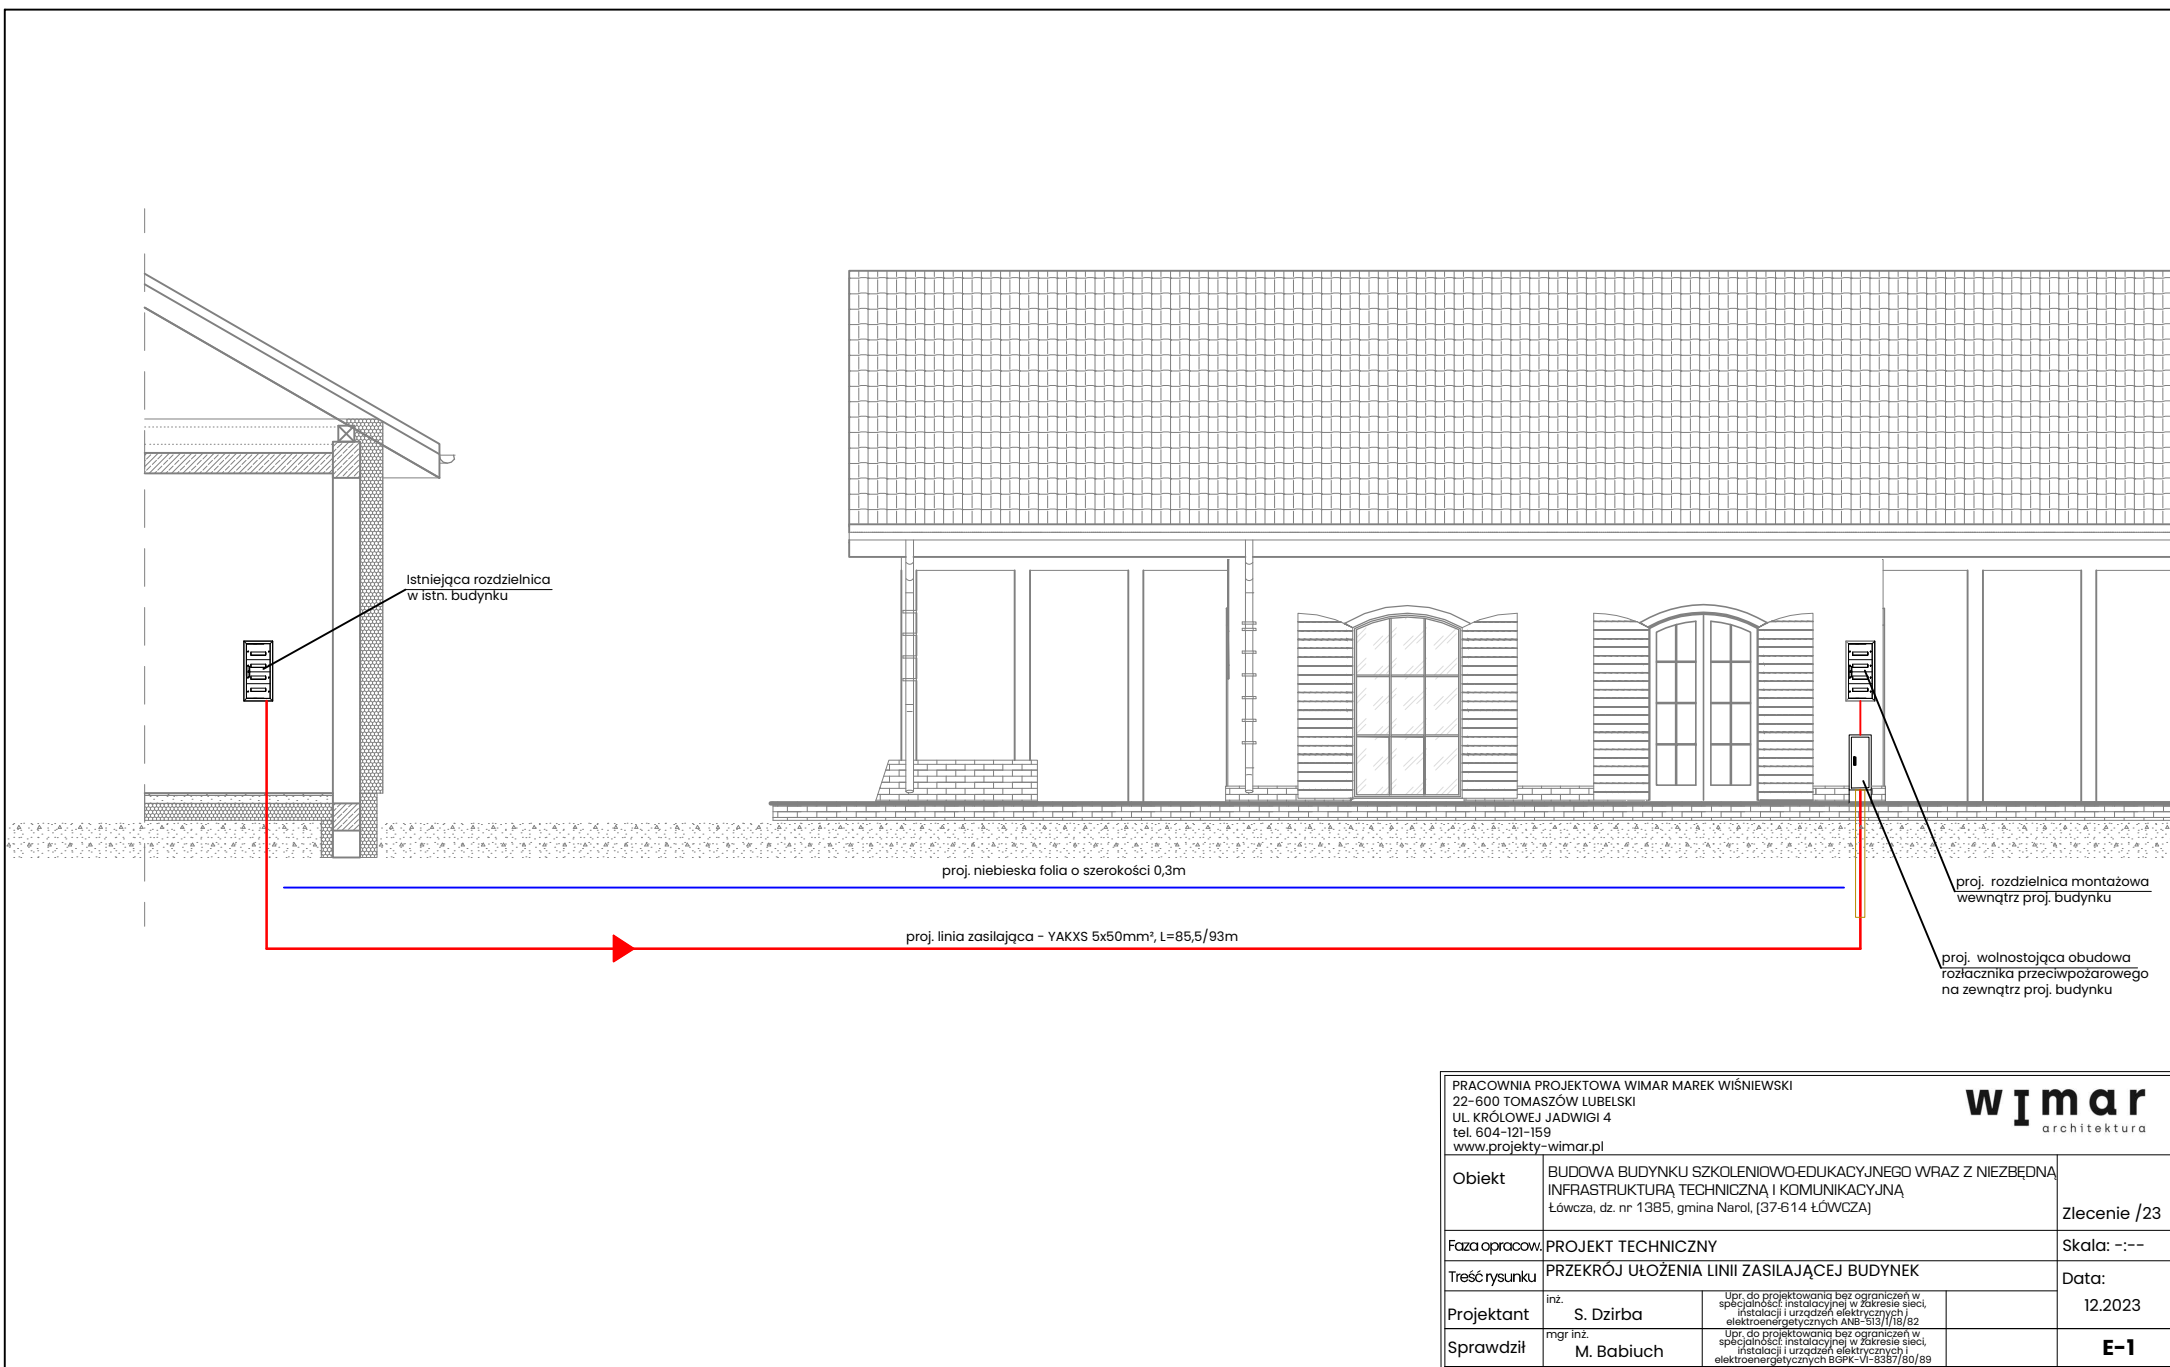 Istniejąca rozdzielnica
w istn. budynku
proj. niebieska folia o szerokości 0,3m
proj. rozdzielnica montażowa
wewnątrz proj. budynku
proj. linia zasilająca - YAKXS 5x50mm², L=85,5/93m
proj. wolnostojąca obudowa
rozłacznika przeciwpożarowego
na zewnątrz proj. budynku
PRACOWNIA PROJEKTOWA WIMAR MAREK WIŚNIEWSKI
22-600 TOMASZÓW LUBELSKI
UL. KRÓLOWEJ JADWIGI 4
tel. 604-121-159
www.projekty-wimar.pl
wimar
architektura
Obiekt
BUDOWA BUDYNKU SZKOLENIOWO-EDUKACYJNEGO WRAZ Z NIEZBĘDNĄ
INFRASTRUKTURĄ TECHNICZNĄ I KOMUNIKACYJNĄ
Łówcza, dz. nr 1385, gmina Narol, (37-614 ŁÓWCZA)
Zlecenie /23
Faza opracow.
PROJEKT TECHNICZNY
Skala: -:--
Treść rysunku
PRZEKRÓJ UŁOŻENIA LINII ZASILAJĄCEJ BUDYNEK
Data:
12.2023
Projektant
inż.
S. Dzirba
Upr. do projektowania bez ograniczeń w
specjalności: instalacyjnej w zakresie sieci,
instalacji i urządzeń elektrycznych i
elektroenergetycznych ANB-513/1/18/82
Sprawdził
mgr inż.
M. Babiuch
Upr. do projektowania bez ograniczeń w
specjalności: instalacyjnej w zakresie sieci,
instalacji i urządzeń elektrycznych i
elektroenergetycznych BGPK-VI-8387/80/89
E-1